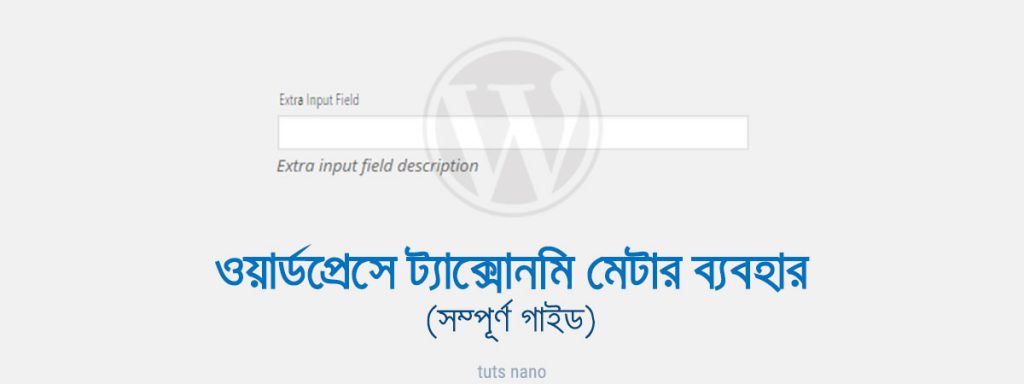 Extra Input Field
Extra input field description
ওয়ার্ডপ্রেসে ট্যাক্সোনমি মেটার ব্যবহার
(সম্পূর্ণ গাইড)
tuts nano